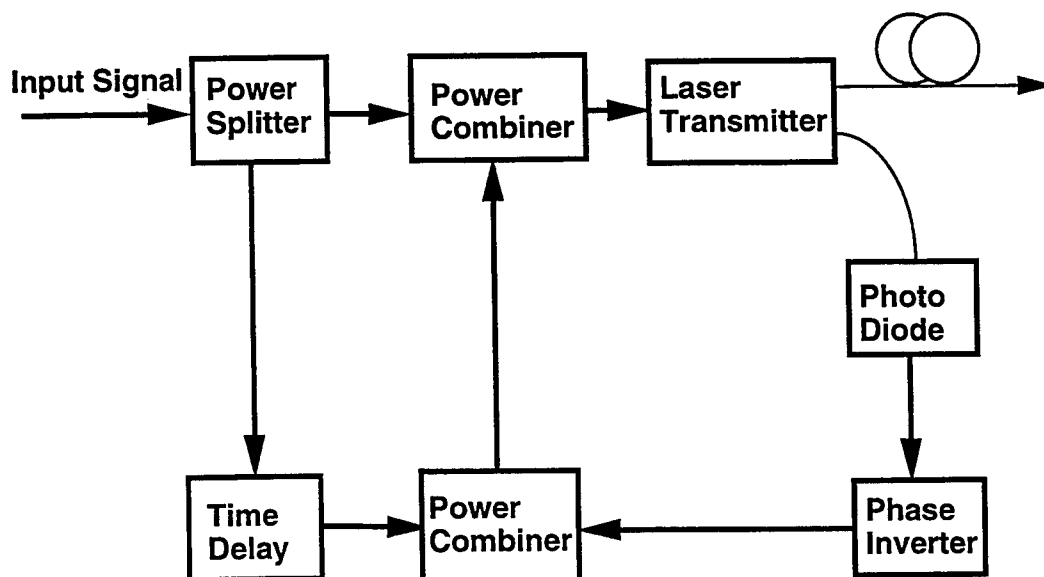 Input Signal
Power
Splitter
Power
Combiner
Laser
Transmitter
Photo
Diode
Time
Delay
Power
Combiner
Phase
Inverter